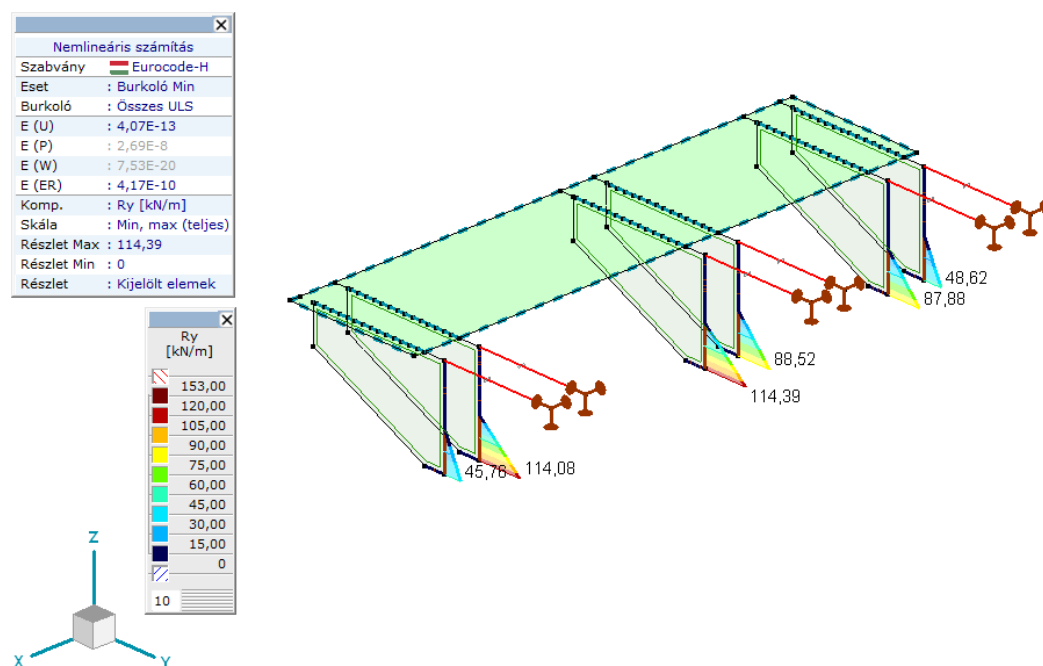 Nemlineáris számítás
Szabvány Eurocode-H
Eset : Burkoló Min
Burkoló : Összes ULS
E (U) : 4,07E-13
E (P) : 2,69E-8
E (W) : 7,53E-20
E (ER) : 4,17E-10
Komp. : Ry [kN/m]
Skála : Min, max (teljes)
Részlet Max : 114,39
Részlet Min : 0
Részlet : Kijelölt elemek
Ry
[kN/m]
153,00
120,00
105,00
90,00
75,00
60,00
45,00
30,00
15,00
0
10
48,62
87,88
88,52
114,39
45,76 114,08
Z
X Y